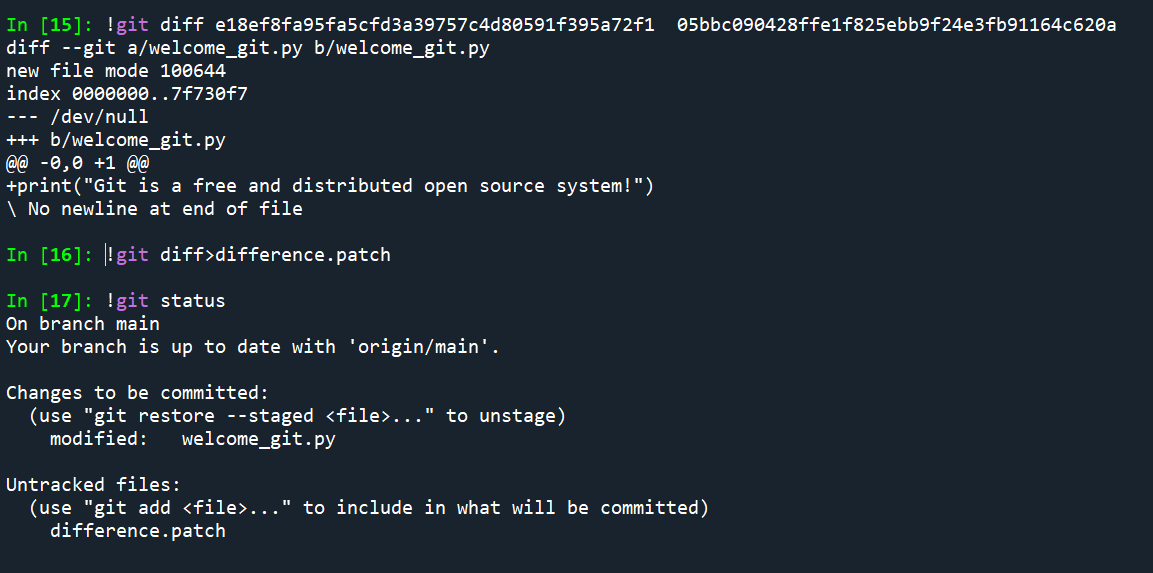 In [15]: !git diff e18ef8fa95fa5cfd3a39757c4d80591f395a72f1  05bbc090428ffe1f825ebb9f24e3fb91164c620a
diff --git a/welcome_git.py b/welcome_git.py
new file mode 100644
index 0000000..7f730f7
--- /dev/null
+++ b/welcome_git.py
@@ -0,0 +1 @@
+print("Git is a free and distributed open source system!")
\ No newline at end of file
In [16]: !git diff>difference.patch
In [17]: !git status
On branch main
Your branch is up to date with 'origin/main'.
Changes to be committed:
  (use "git restore --staged <file>..." to unstage)
    modified:   welcome_git.py
Untracked files:
  (use "git add <file>..." to include in what will be committed)
    difference.patch